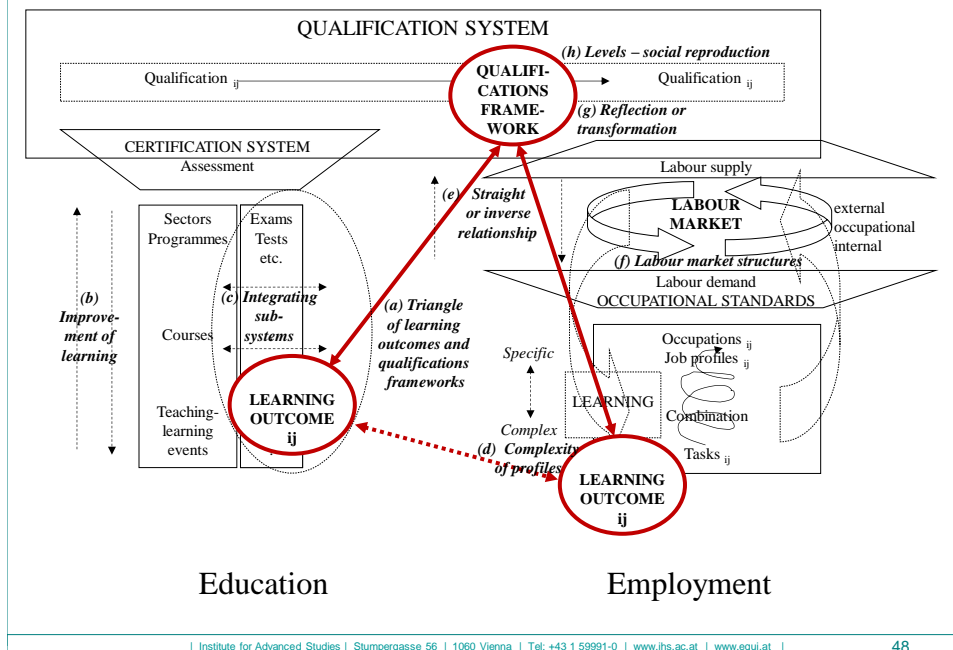 QUALIFICATION SYSTEM
(h) Levels – social reproduction
Qualification ij
QUALIFI-
CATIONS
FRAME-
WORK
Qualification ij
(g) Reflection or
transformation
CERTIFICATION SYSTEM
Assessment
Labour supply
(e) Straight
or inverse
relationship
LABOUR
MARKET
external
occupational
internal
(f) Labour market structures
Labour demand
OCCUPATIONAL STANDARDS
Sectors
Programmes
Exams
Tests
etc.
(b)
Improve-
ment of
learning
(c) Integrating
sub-
systems
Courses
(a) Triangle
of learning
outcomes and
qualifications
frameworks
Teaching-
learning
events
LEARNING
OUTCOME
ij
Specific
Complex
(d) Complexity
of profiles
Occupations ij
Job profiles ij
LEARNING
Combination
Tasks ij
LEARNING
OUTCOME
ij
Education
Employment
| Institute for Advanced Studies | Stumpergasse 56 | 1060 Vienna | Tel: +43 1 59991-0 | www.ihs.ac.at | www.equi.at |
48